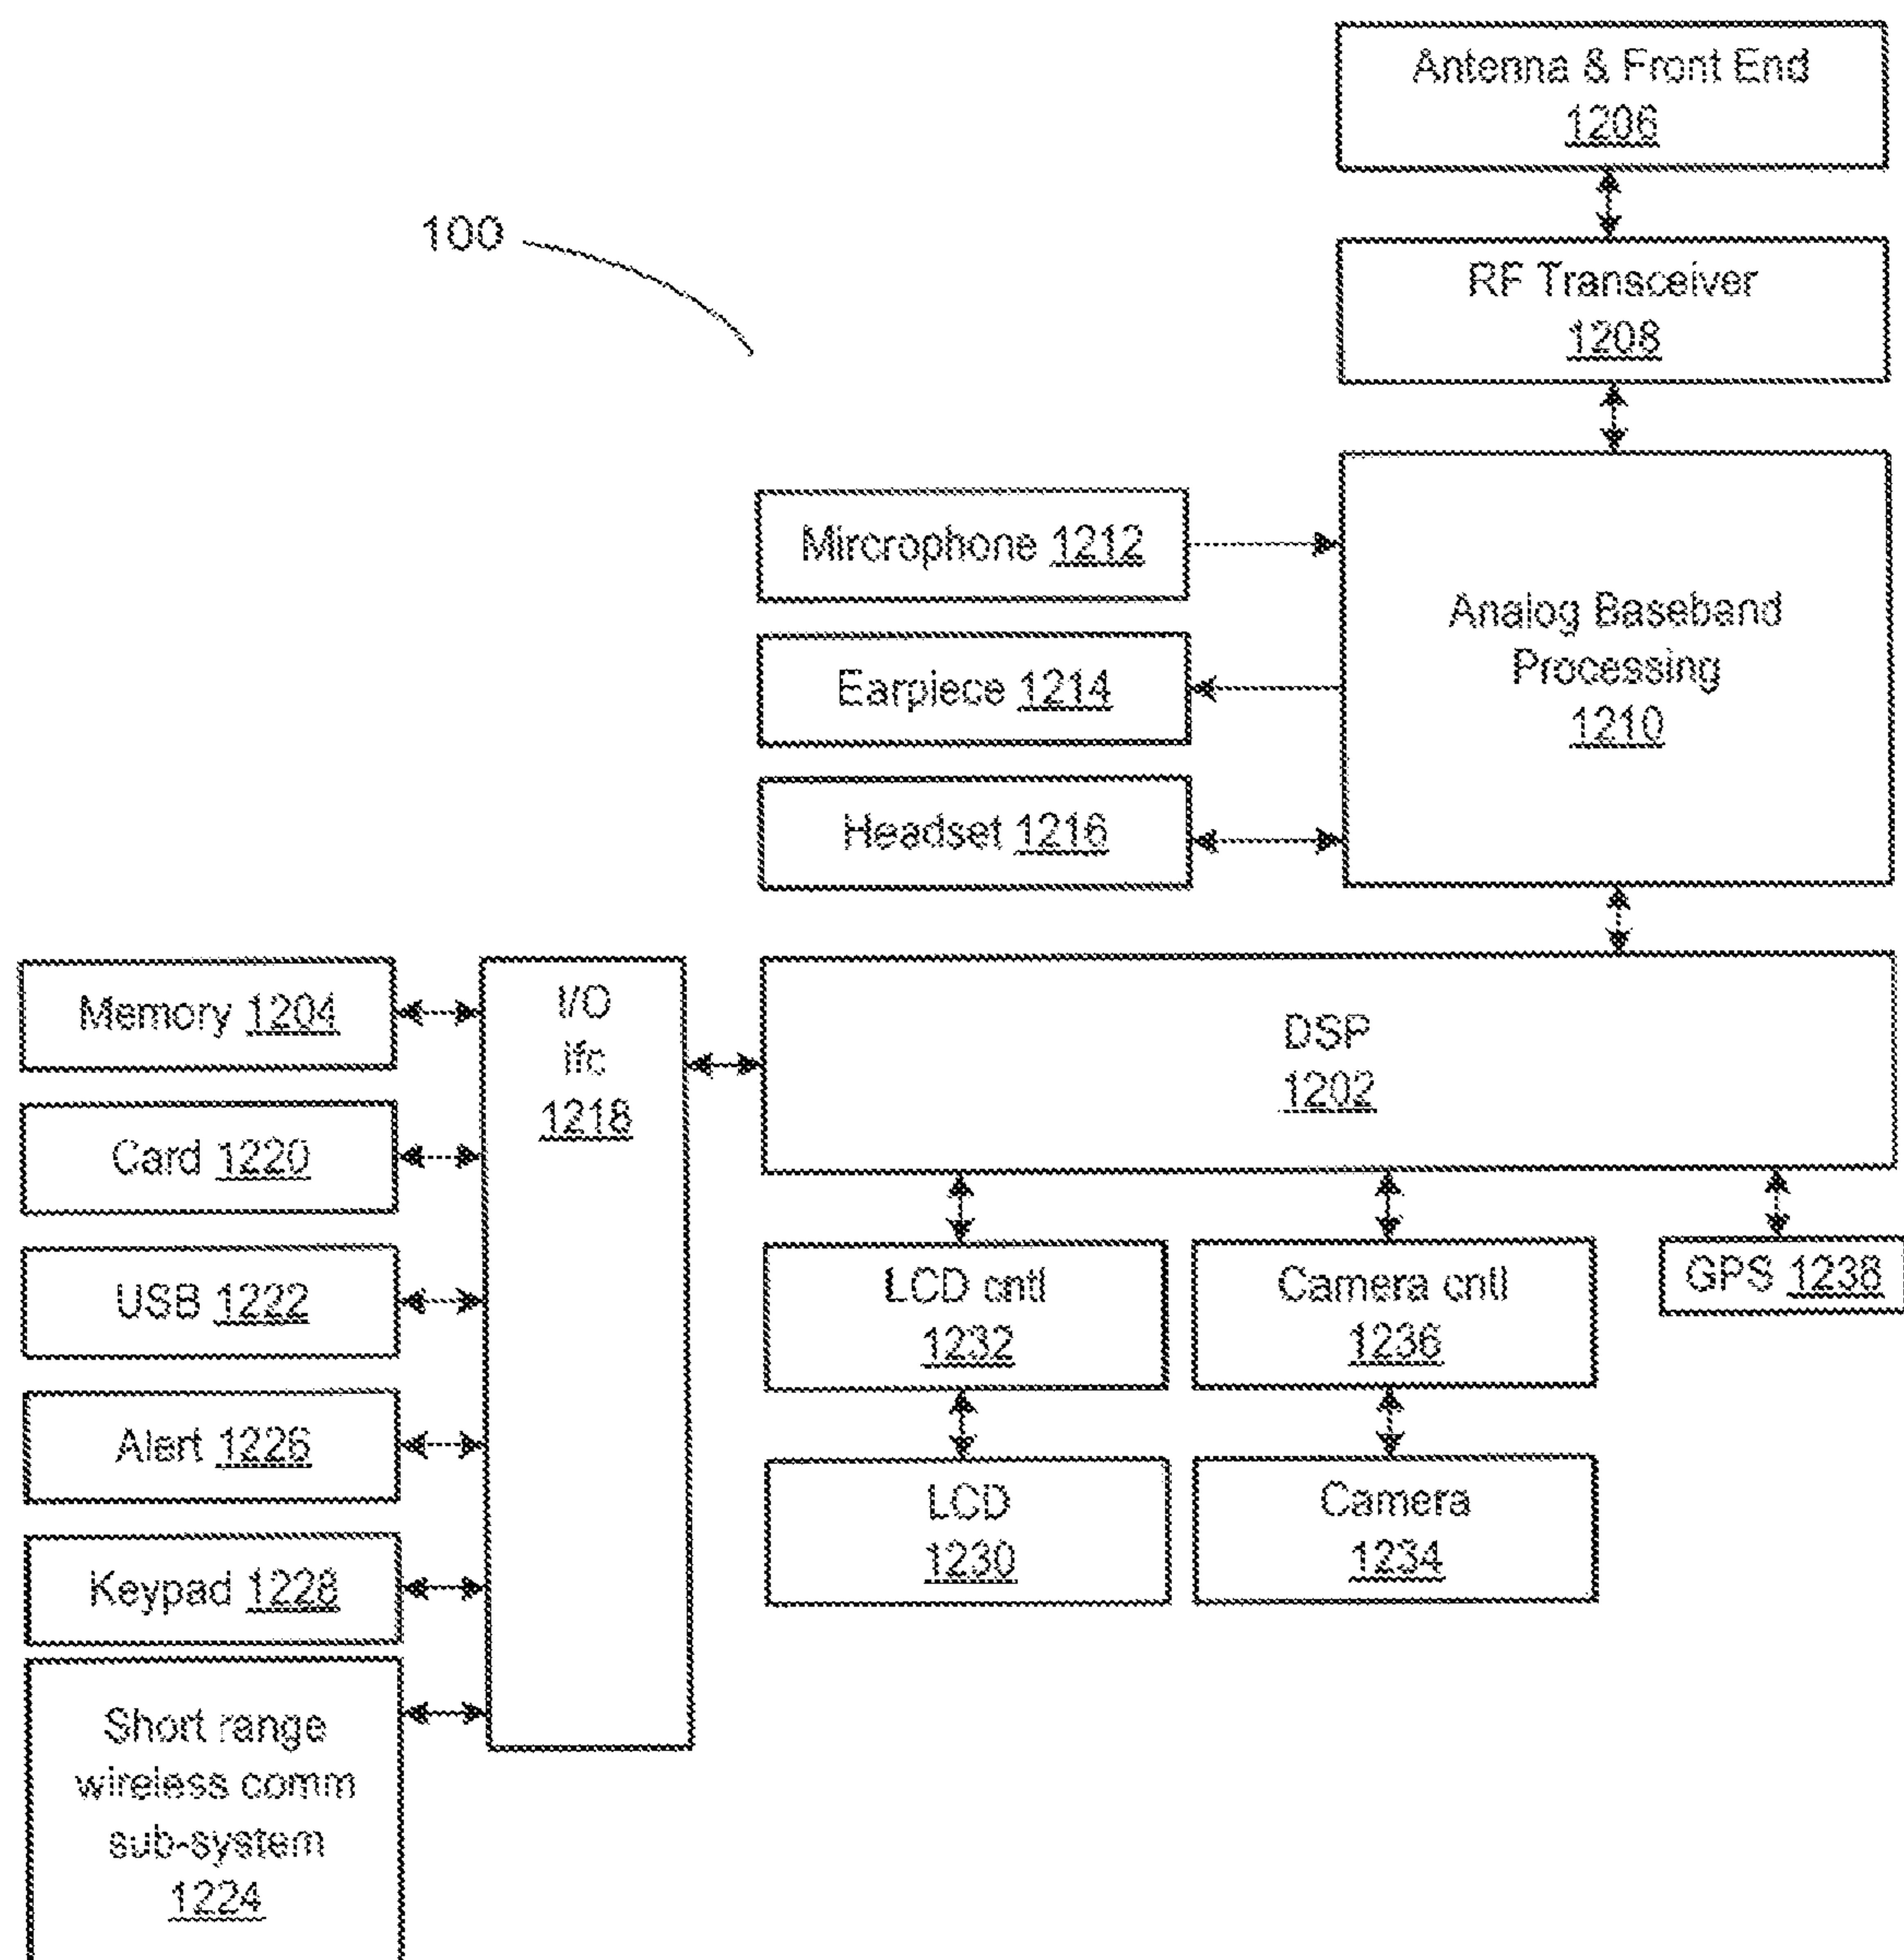 Antenna & Front End
1206
100
RF Transceiver
1208
Mircrophone 1212
Earpiece 1214
Headset 1216
Analog Baseband
Processing
1210
Memory 1204
Card 1220
USB 1222
Alert 1226
Keypad 1228
Short range
wireless comm
sub-system
1224
I/O
ifc
1218
DSP
1202
LCD cntl
1232
Camera cntl
1236
GPS 1238
LCD
1230
Camera
1234